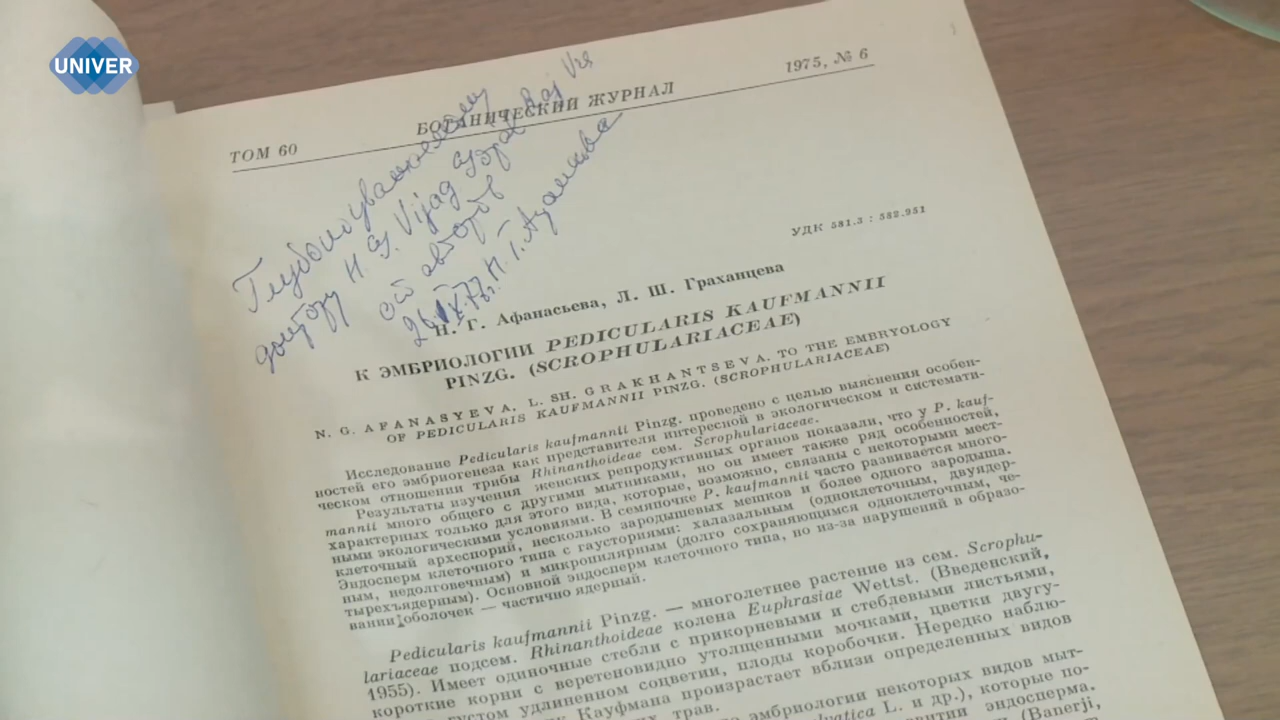 UNIVER
ТОМ 60
БОТАНИЧЕСКИЙ ЖУРНАЛ
1975, № 6
Глубокоуважаемому
доктору Н. Vijay Raj
от авторов
УДК 581.3 : 582.951
Н. Г. Афанасьева, Л. Ш. Граханцева
К ЭМБРИОЛОГИИ PEDICULARIS KAUFMANNII
PINZG. (SCROPHULARIACEAE)
N. G. AFANASYEVA, L. SH. GRAKHANTSEVA. TO THE EMBRYOLOGY
OF PEDICULARIS KAUFMANNII PINZG. (SCROPHULARIACEAE)
Исследование Pedicularis kaufmannii Pinzg. проведено с целью выяснения особен-
ностей его эмбриогенеза как представителя интересной в экологическом и системати-
ческом отношении трибы Rhinanthoideae сем. Scrophulariaceae.
Результаты изучения женских репродуктивных органов показали, что у P. kauf-
mannii много общего с другими мытниками, но он имеет также ряд особенностей,
характерных только для этого вида, которые, возможно, связаны с некоторыми мест-
ными экологическими условиями. В семяпочке P. kaufmannii часто развивается много-
клеточный археспорий, несколько зародышевых мешков и более одного зародыша.
Эндосперм клеточного типа с гаусториями: халазальным (одноклеточным, двуядер-
ным, недолговечным) и микропилярным (долго сохраняющимся одноклеточным, че-
тырехъядерным). Основной эндосперм клеточного типа, но из-за нарушений в образо-
вании оболочек — частично ядерный.
Pedicularis kaufmannii Pinzg. — многолетнее растение из сем. Scrophu-
lariaceae подсем. Rhinanthoideae колена Euphrasiae Wettst. (Введенский,
1955). Имеет одиночные стебли с прикорневыми и стеблевыми листьями,
короткие корни с веретеновидно утолщенными мочками, цветки двугу-
густом удлиненном соцветии, плоды коробочки. Нередко наблю-
Кауфмана произрастает вблизи определенных видов
трав.
эмбриологии некоторых видов мыт-
L. и др.), которые по-
эндосперма.
(Banerji,